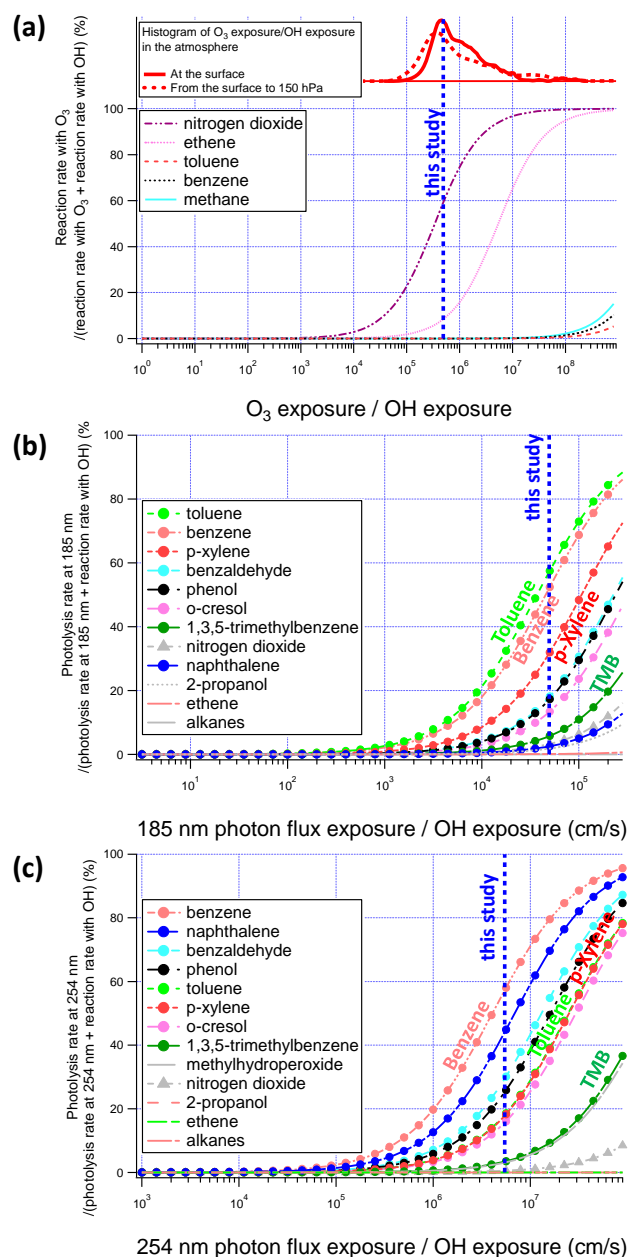 (a)
Histogram of O3 exposure/OH exposure
in the atmosphere
At the surface
From the surface to 150 hPa
nitrogen dioxide
ethene
toluene
benzene
methane
this study
Reaction rate with O3
/(reaction rate with O3 + reaction rate with OH) (%)
100
80
60
40
20
0
10^0 10^1 10^2 10^3 10^4 10^5 10^6 10^7 10^8
O3 exposure / OH exposure
(b)
toluene
benzene
p-xylene
benzaldehyde
phenol
o-cresol
1,3,5-trimethylbenzene
nitrogen dioxide
naphthalene
2-propanol
ethene
alkanes
this study
Toluene
Benzene
p-Xylene
TMB
Photolysis rate at 185 nm
/(photolysis rate at 185 nm + reaction rate with OH) (%)
100
80
60
40
20
0
10^1 10^2 10^3 10^4 10^5
185 nm photon flux exposure / OH exposure (cm/s)
(c)
benzene
naphthalene
benzaldehyde
phenol
toluene
p-xylene
o-cresol
1,3,5-trimethylbenzene
methylhydroperoxide
nitrogen dioxide
2-propanol
ethene
alkanes
this study
Benzene
Toluene
p-Xylene
TMB
Photolysis rate at 254 nm
/(photolysis rate at 254 nm + reaction rate with OH) (%)
100
80
60
40
20
0
10^3 10^4 10^5 10^6 10^7
254 nm photon flux exposure / OH exposure (cm/s)